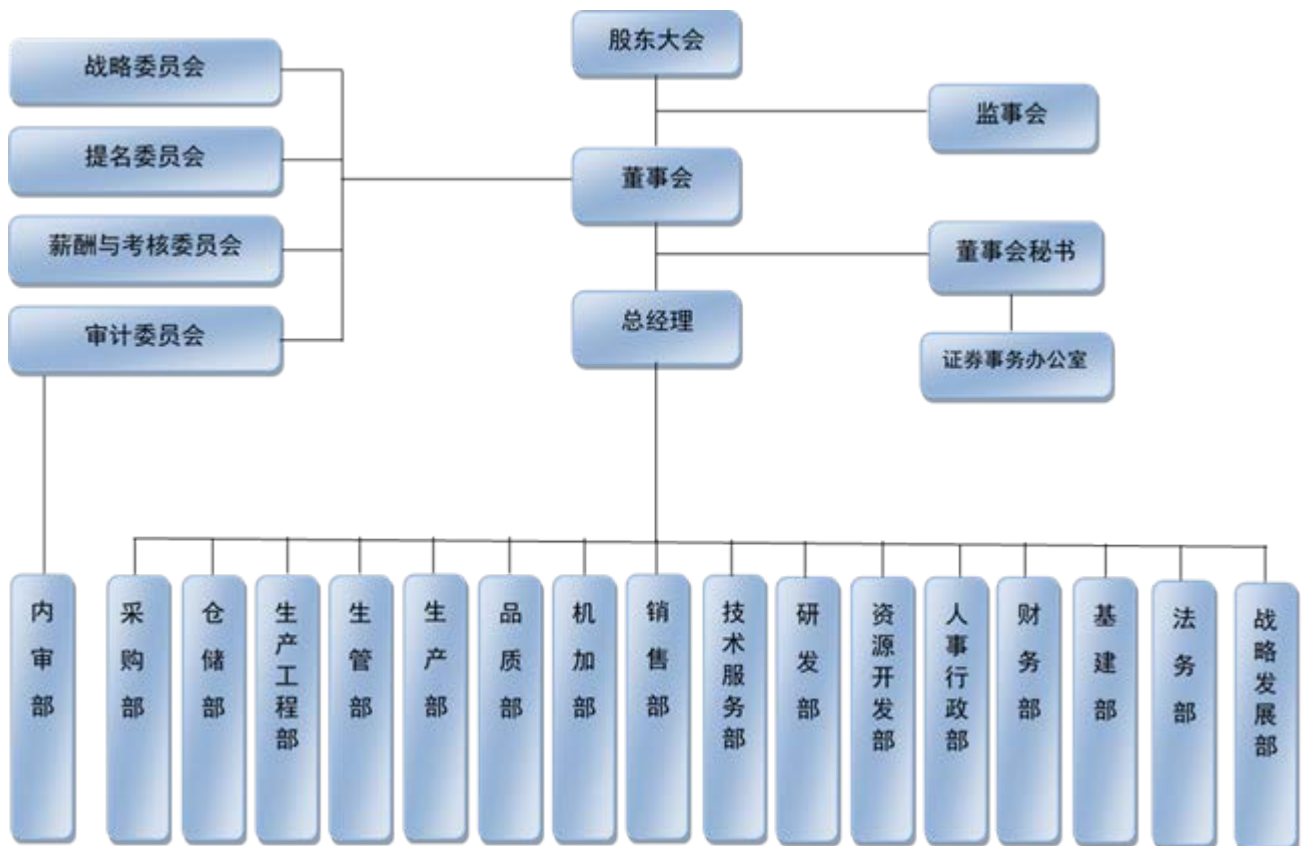 股东大会
战略委员会
监事会
提名委员会
董事会
薪酬与考核委员会
董事会秘书
总经理
审计委员会
证券事务办公室
内审部
采购部
仓储部
生产工程部
生管部
生产部
品质部
机加部
销售部
技术服务部
研发部
资源开发部
人事行政部
财务部
基建部
法务部
战略发展部